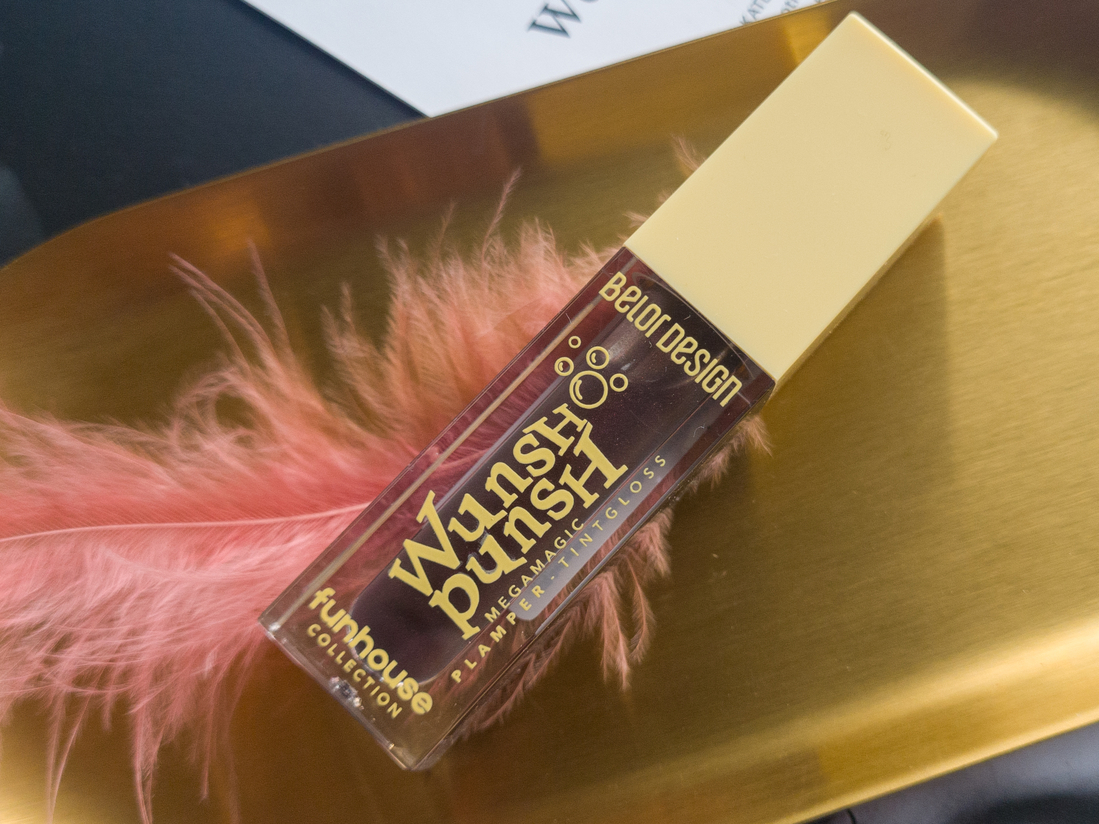 BELOR DESIGN
Wunsh
punsh
MEGAMAGIC
PLAMPER - TINTGLOSS
funhouse
COLLECTION